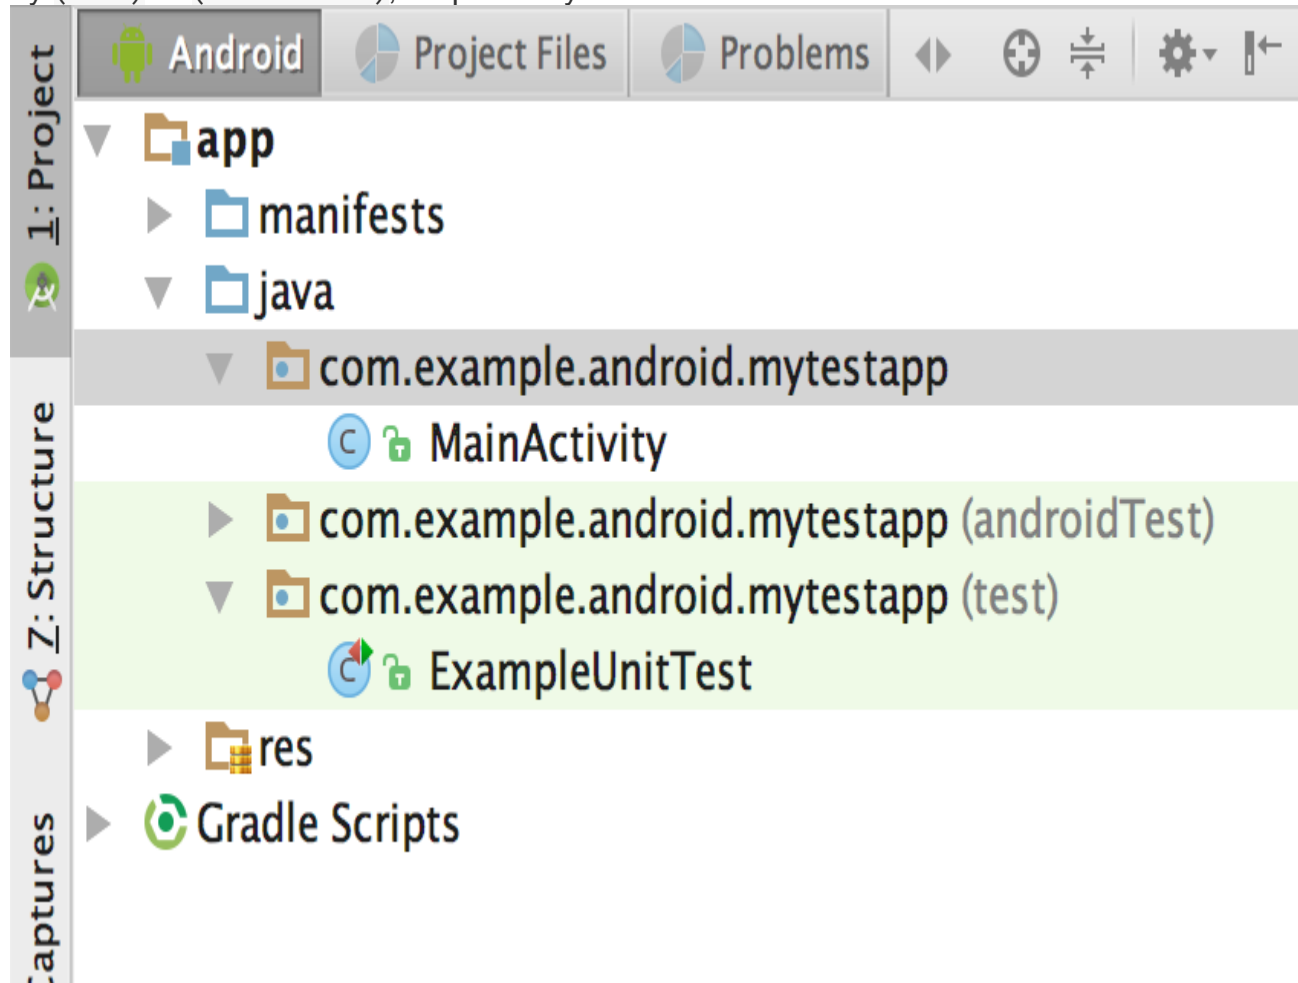 Android Project Files Problems
1: Project
app
manifests
java
com.example.android.mytestapp
C MainActivity
com.example.android.mytestapp (androidTest)
com.example.android.mytestapp (test)
C ExampleUnitTest
res
Gradle Scripts
Z: Structure
Captures